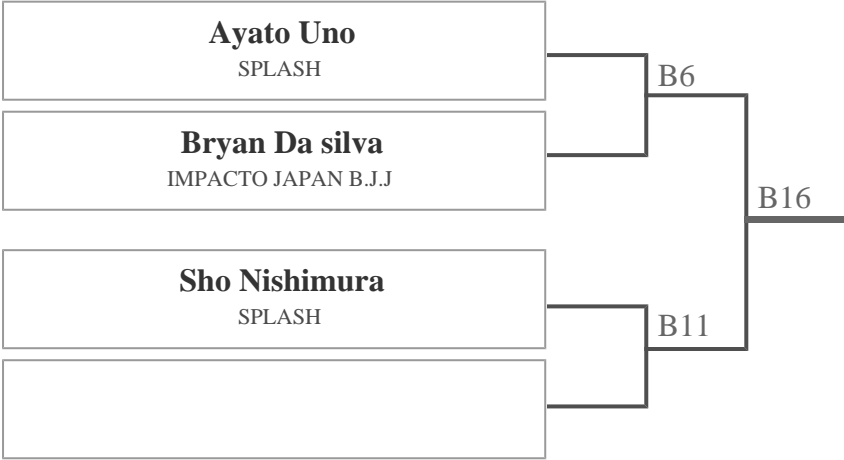 Ayato Uno
SPLASH
B6
Bryan Da silva
IMPACTO JAPAN B.J.J
B16
Sho Nishimura
SPLASH
B11